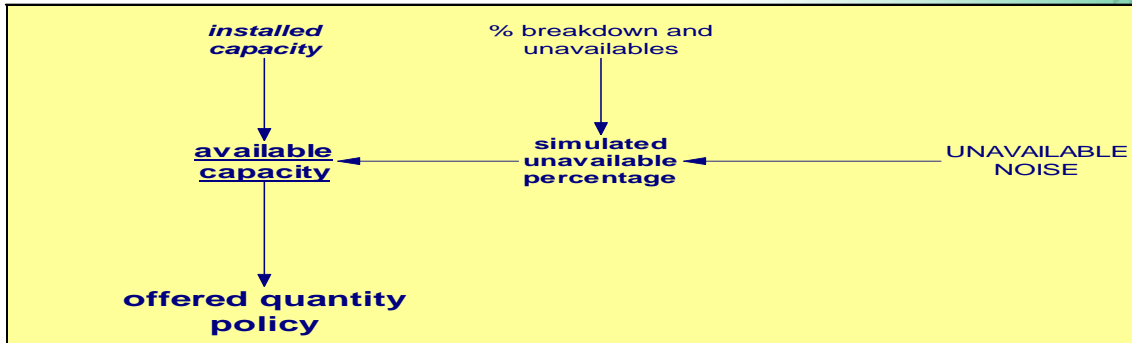 installed
capacity
% breakdown and
unavailables
available
capacity
simulated
unavailable
percentage
UNAVAILABLE
NOISE
offered quantity
policy